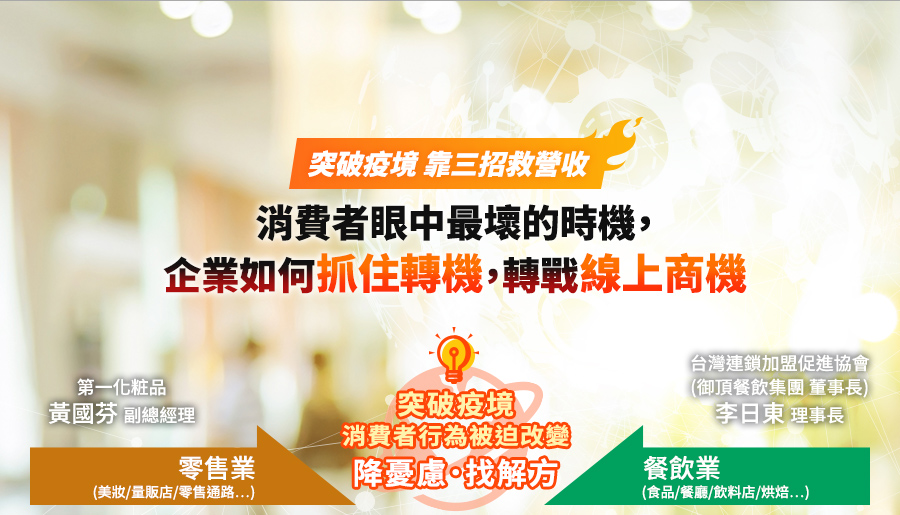 突破疫境 靠三招救營收
消費者眼中最壞的時機,
企業如何抓住轉機,轉戰線上商機
第一化粧品
黃國芬 副總經理
零售業
(美妝/量販店/零售通路...)
突破疫境
消費者行為被迫改變
降憂慮·找解方
台灣連鎖加盟促進協會
(御頂餐飲集團 董事長)
李日東 理事長
餐飲業
(食品/餐廳/飲料店/烘焙...)